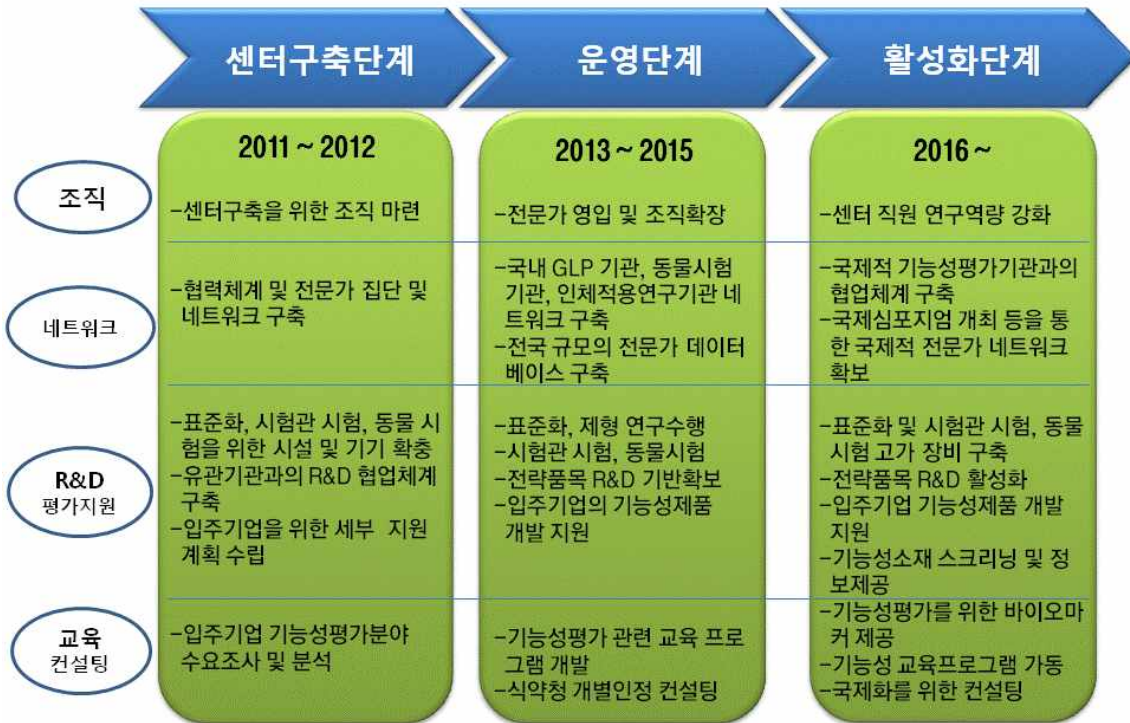 센터구축단계
운영단계
활성화단계
2011 ~ 2012
2013 ~ 2015
2016 ~
조직
-센터구축을 위한 조직 마련
-전문가 영입 및 조직확장
-센터 직원 연구역량 강화
네트워크
-협력체계 및 전문가 집단 및
네트워크 구축
-국내 GLP 기관, 동물시험
기관, 인체적용연구기관 네
트워크 구축
-전국 규모의 전문가 데이터
베이스 구축
-국제적 기능성평가기관과의
협업체계 구축
-국제심포지엄 개최 등을 통
한 국제적 전문가 네트워크
확보
R&D
평가지원
-표준화, 시험관 시험, 동물 시
험을 위한 시설 및 기기 확충
-유관기관과의 R&D 협업체계
구축
-입주기업을 위한 세부 지원
계획 수립
-표준화, 제형 연구수행
-시험관 시험, 동물시험
-전략품목 R&D 기반확보
-입주기업의 기능성제품
개발 지원
-표준화 및 시험관 시험, 동물
시험 고가 장비 구축
-전략품목 R&D 활성화
-입주기업 기능성제품 개발
지원
-기능성소재 스크리닝 및 정
보제공
교육
컨설팅
-입주기업 기능성평가분야
수요조사 및 분석
-기능성평가 관련 교육 프로
그램 개발
-식약청 개별인정 컨설팅
-기능성평가를 위한 바이오마
커 제공
-기능성 교육프로그램 가동
-국제화를 위한 컨설팅